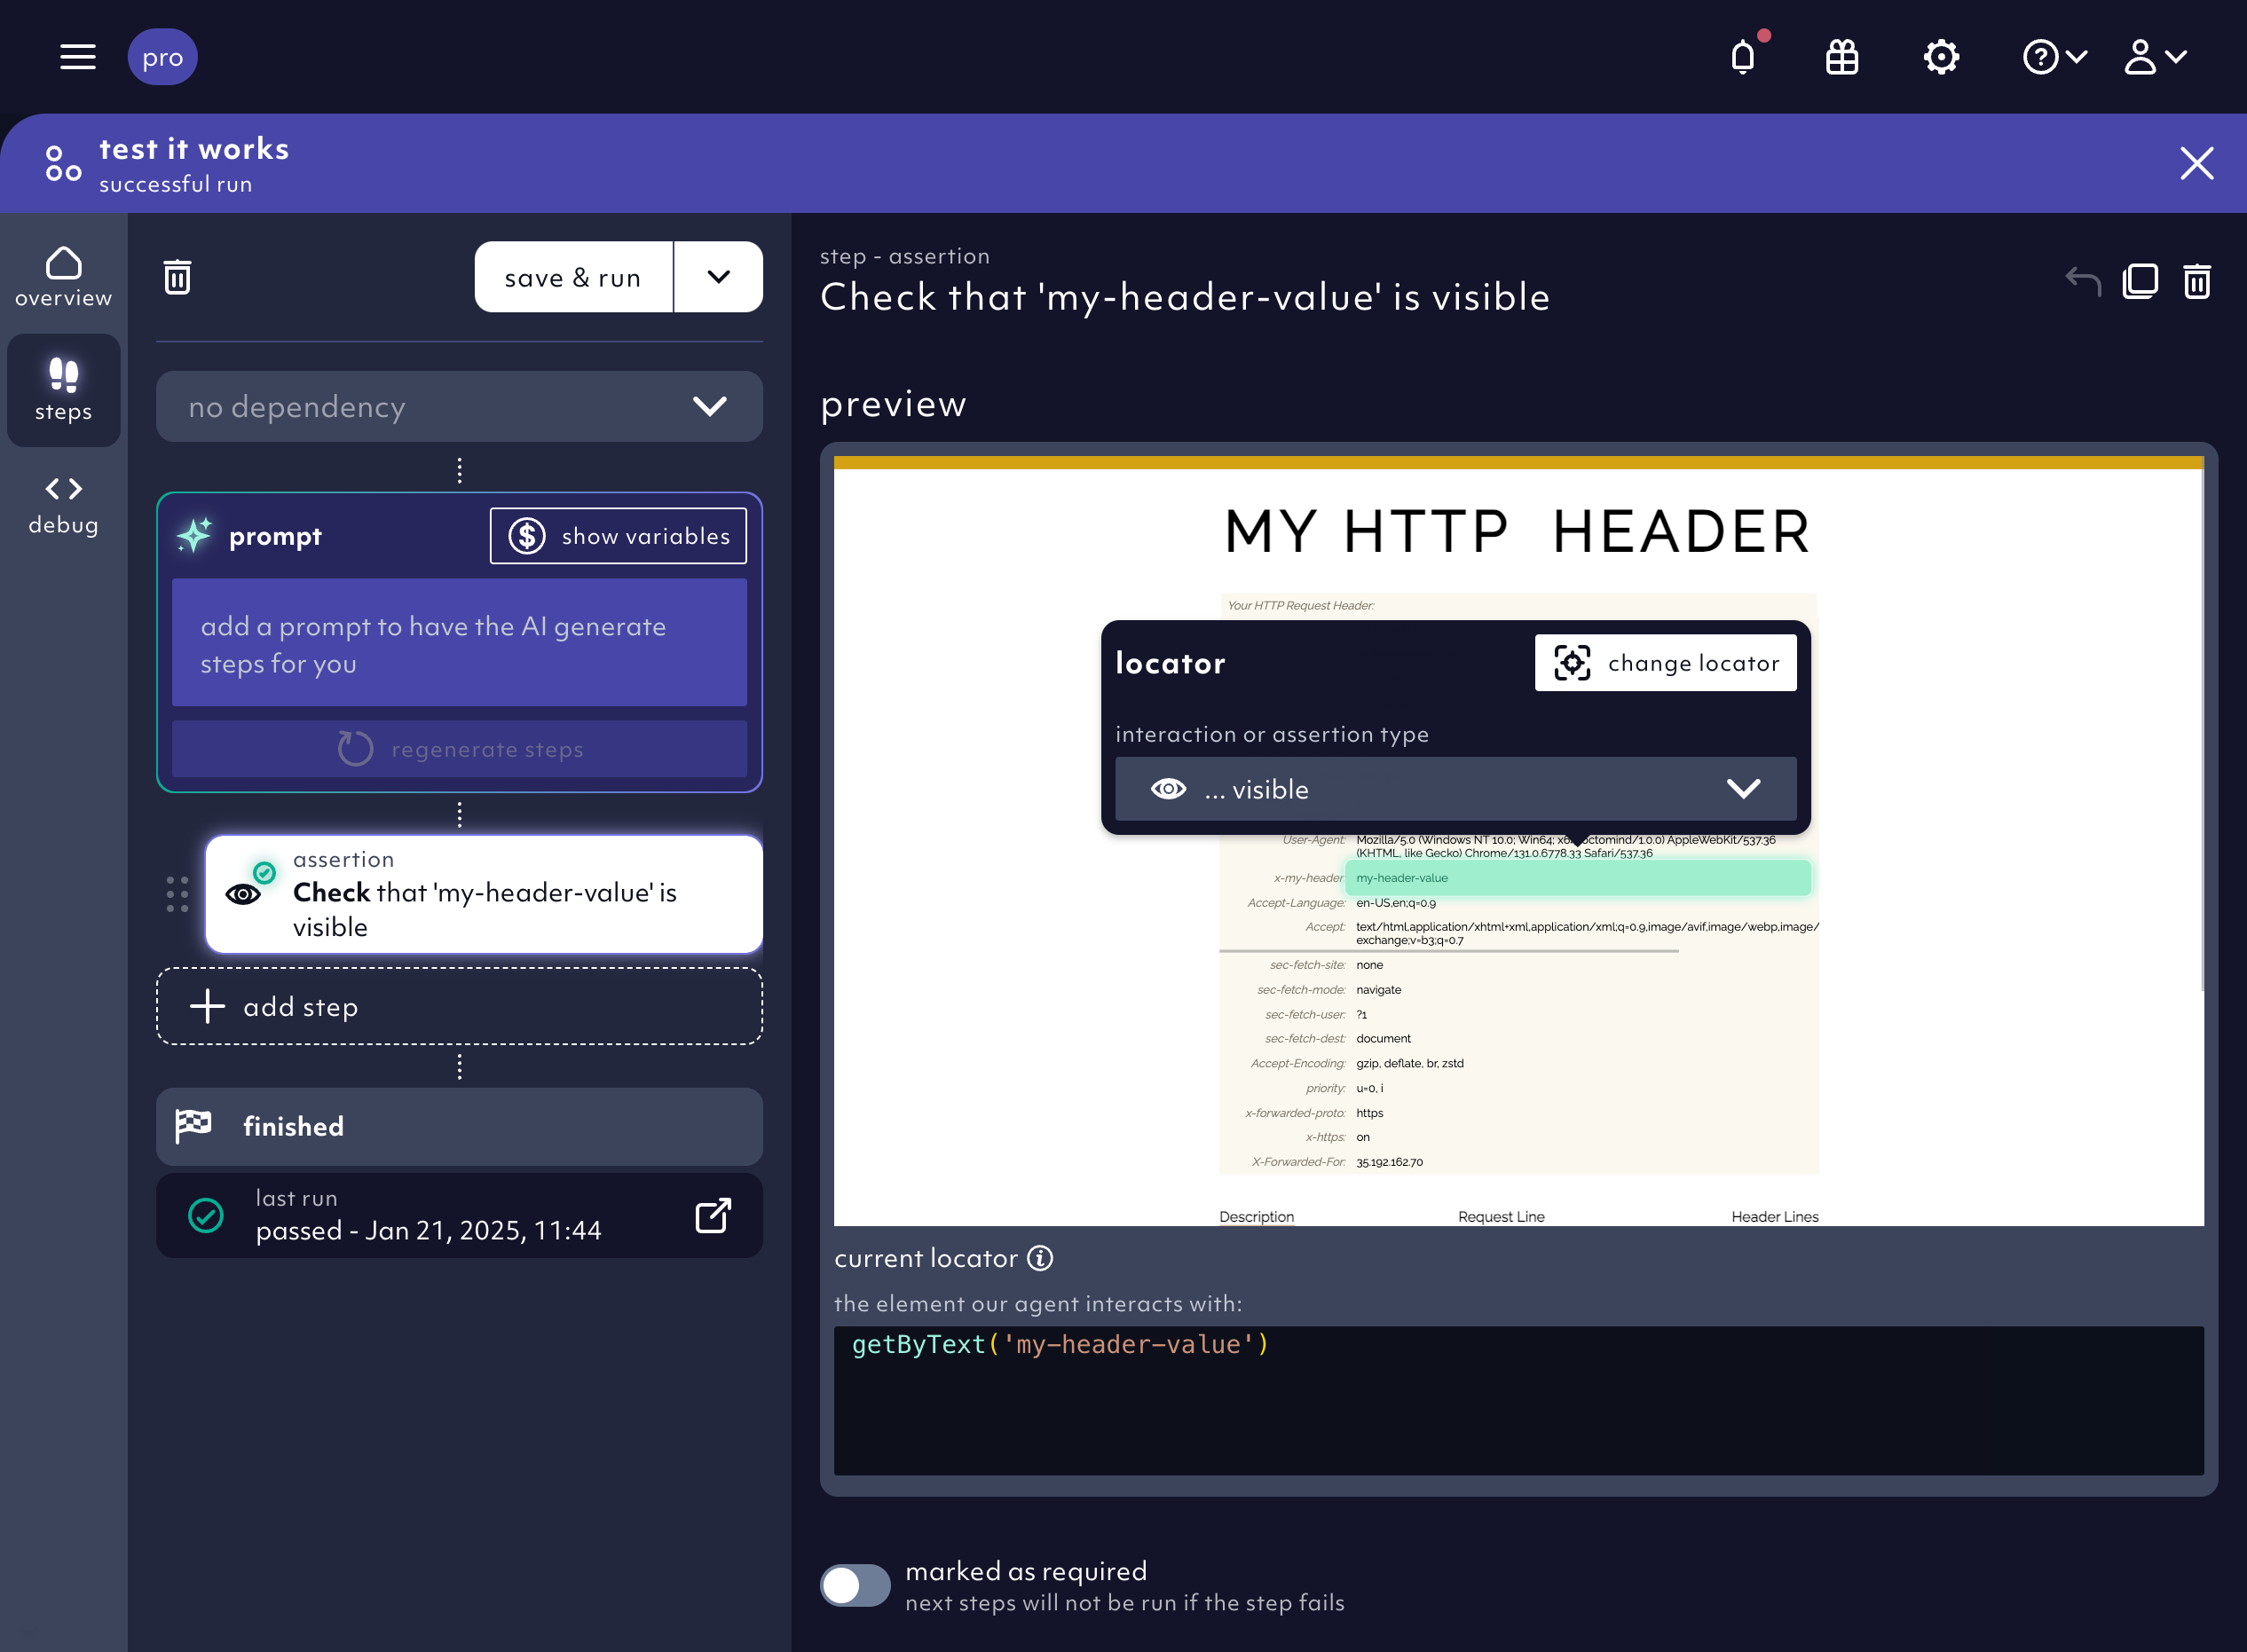 pro
test it works
successful run
overview
steps
debug
save & run
no dependency
prompt
show variables
add a prompt to have the AI generate
steps for you
regenerate steps
assertion
Check that 'my-header-value' is
visible
add step
finished
last run
passed - Jan 21, 2025, 11:44
step - assertion
Check that 'my-header-value' is visible
preview
MY HTTP HEADER
Your HTTP Request Header:
locator
change locator
interaction or assertion type
... visible
User-Agent: Mozilla/5.0 (Windows NT 10.0; Win64; x64 octomind/1.0.0) AppleWebKit/537.36
(KHTML, like Gecko) Chrome/131.0.6778.33 Safari/537.36
x-my-header: my-header-value
Accept-Language: en-US,en;q=0.9
Accept: text/html,application/xhtml+xml,application/xml;q=0.9,image/avif,image/webp,image/
exchange;v=b3;q=0.7
sec-fetch-site: none
sec-fetch-mode: navigate
sec-fetch-user: ?1
sec-fetch-dest: document
Accept-Encoding: gzip, deflate, br, zstd
priority: u=0, i
x-forwarded-proto: https
x-https: on
X-Forwarded-For: 35.192.162.70
Description Request Line Header Lines
current locator
the element our agent interacts with:
getByText('my-header-value')
marked as required
next steps will not be run if the step fails